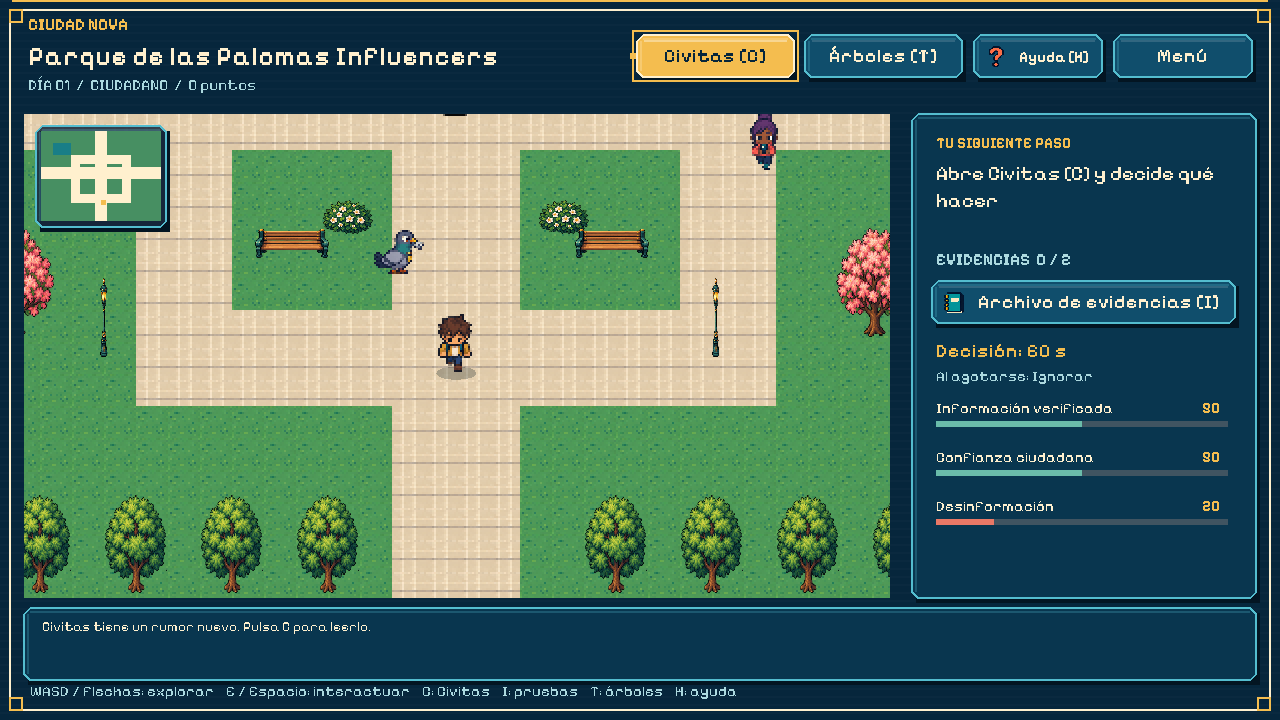 CIUDAD NOVA
Parque de las Palomas Influencers
DÍA 01 / CIUDADANO / 0 puntos
Civitas (C)
Árboles (T)
? Ayuda (H)
Menú
TU SIGUIENTE PASO
Abre Civitas (C) y decide qué
hacer
EVIDENCIAS 0 / 2
Archivo de evidencias (I)
Decisión: 60 s
Al agotarse: Ignorar
Información verificada 50
Confianza ciudadana 50
Desinformación 20
Civitas tiene un rumor nuevo. Pulsa C para leerlo.
WASD / Flechas: explorar E / Espacio: interactuar C: Civitas I: pruebas T: árboles H: ayuda